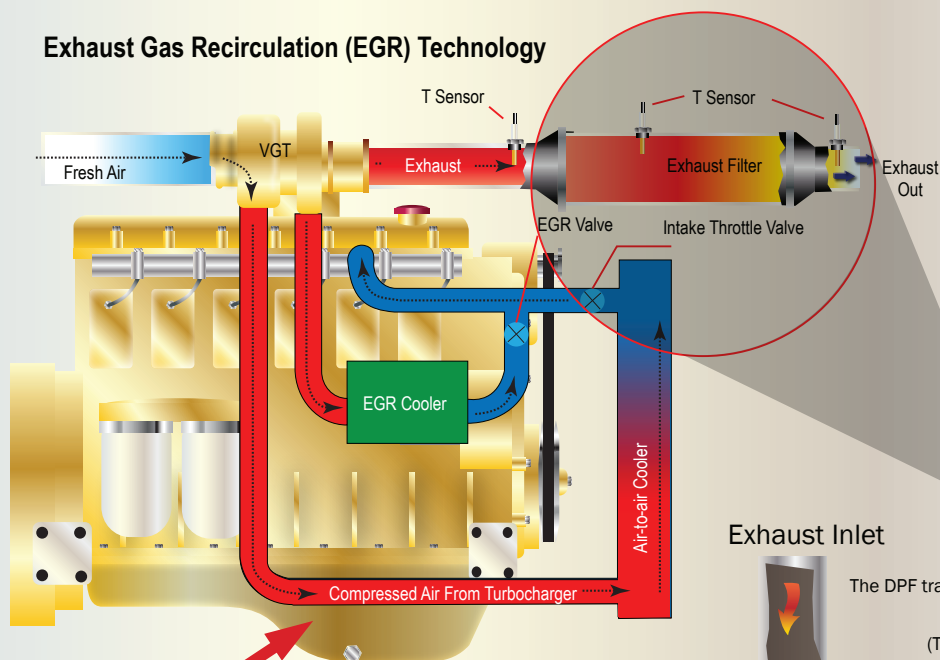 Exhaust Gas Recirculation (EGR) Technology
T Sensor
T Sensor
VGT
Fresh Air
Exhaust
Exhaust Filter
Exhaust
Out
EGR Valve
Intake Throttle Valve
EGR Cooler
Air-to-air Cooler
Compressed Air From Turbocharger
Exhaust Inlet
The DPF tra
(T